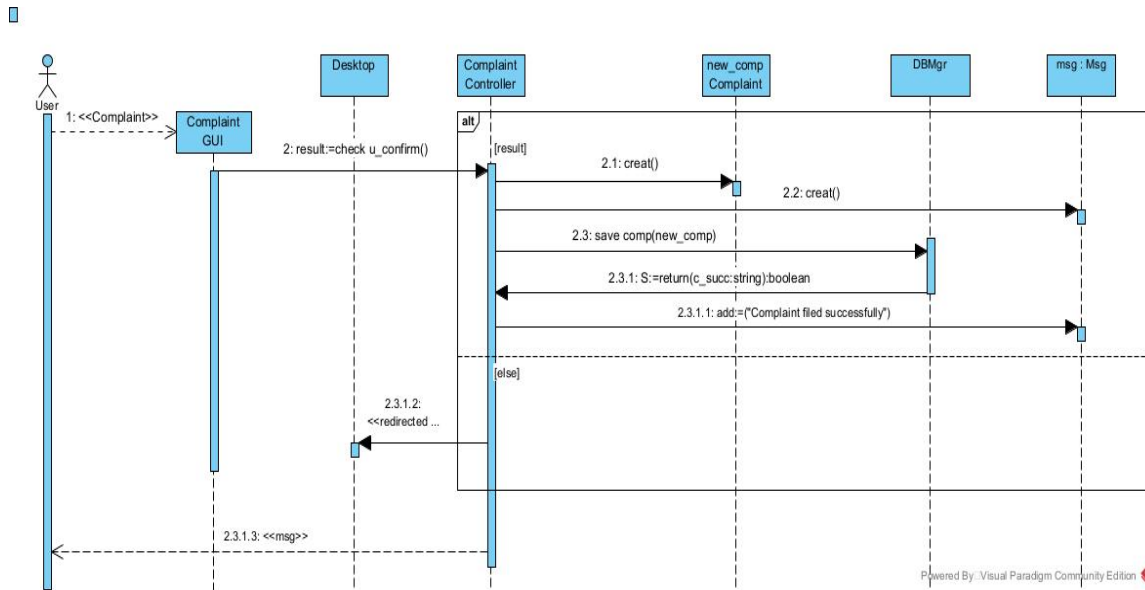 User
Complaint
GUI
Desktop
Complaint
Controller
new_comp
Complaint
DBMgr
msg : Msg
1: <<Complaint>>
alt
[result]
2: result:=check u_confirm()
2.1: creat()
2.2: creat()
2.3: save comp(new_comp)
2.3.1: S:=return(c_succ:string):boolean
2.3.1.1: add:=("Complaint filed successfully")
[else]
2.3.1.2:
<<redirected ...
2.3.1.3: <<msg>>
Powered By Visual Paradigm Community Edition